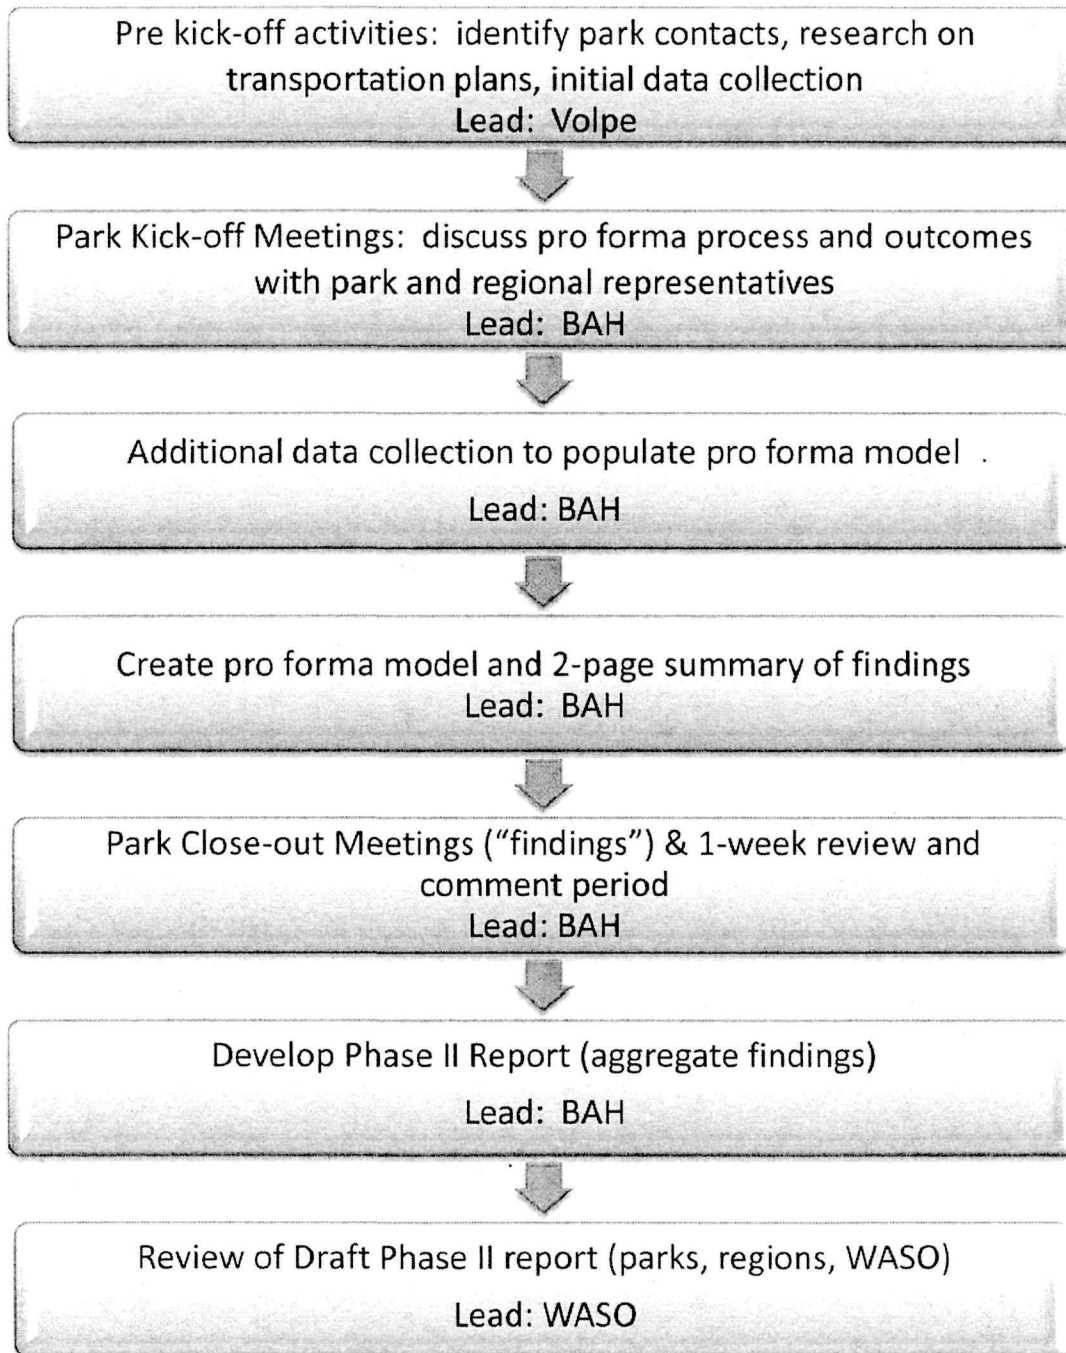 Pre kick-off activities:  identify park contacts, research on
transportation plans, initial data collection
Lead:  Volpe
Park Kick-off Meetings:  discuss pro forma process and outcomes
with park and regional representatives
Lead:  BAH
Additional data collection to populate pro forma model
Lead: BAH
Create pro forma model and 2-page summary of findings
Lead:  BAH
Park Close-out Meetings (“findings”) & 1-week review and
comment period
Lead: BAH
Develop Phase II Report (aggregate findings)
Lead:  BAH
Review of Draft Phase II report (parks, regions, WASO)
Lead: WASO